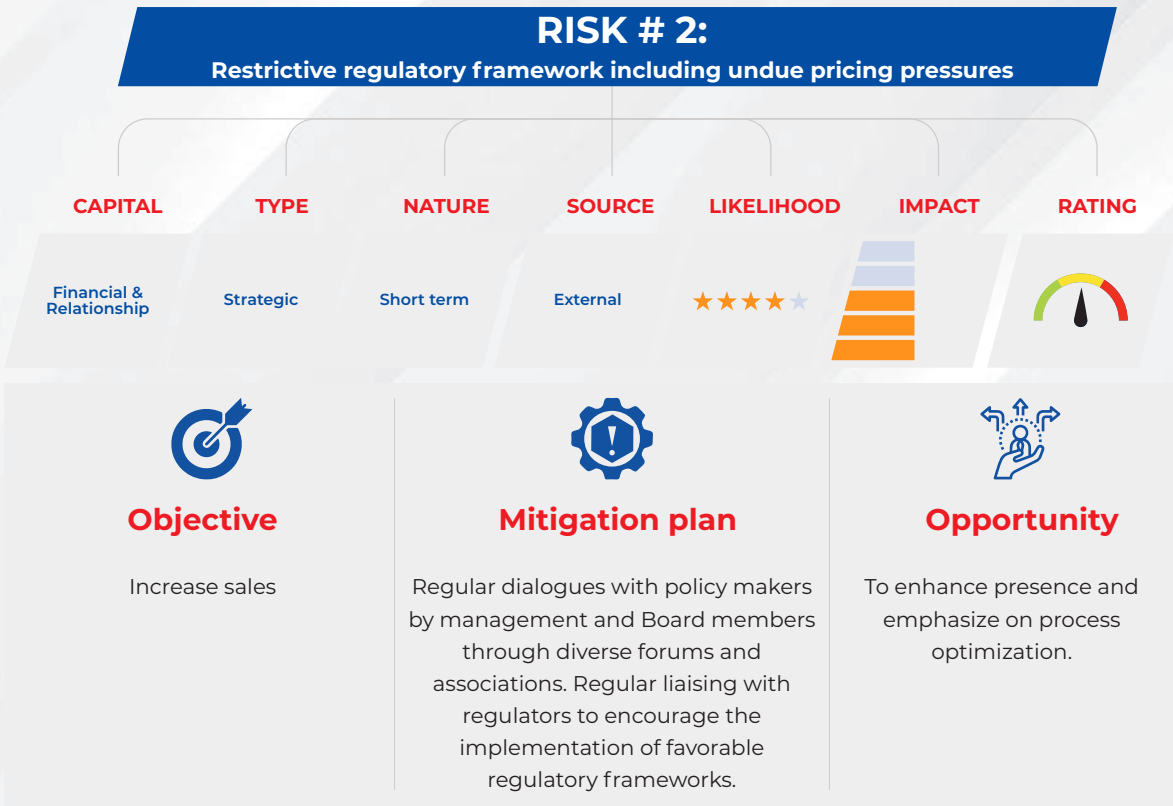 RISK # 2:
Restrictive regulatory framework including undue pricing pressures
CAPITAL
TYPE
NATURE
SOURCE
LIKELIHOOD
IMPACT
RATING
Financial &
Relationship
Strategic
Short term
External
Objective
Increase sales
Mitigation plan
Regular dialogues with policy makers
by management and Board members
through diverse forums and
associations. Regular liaising with
regulators to encourage the
implementation of favorable
regulatory frameworks.
Opportunity
To enhance presence and
emphasize on process
optimization.